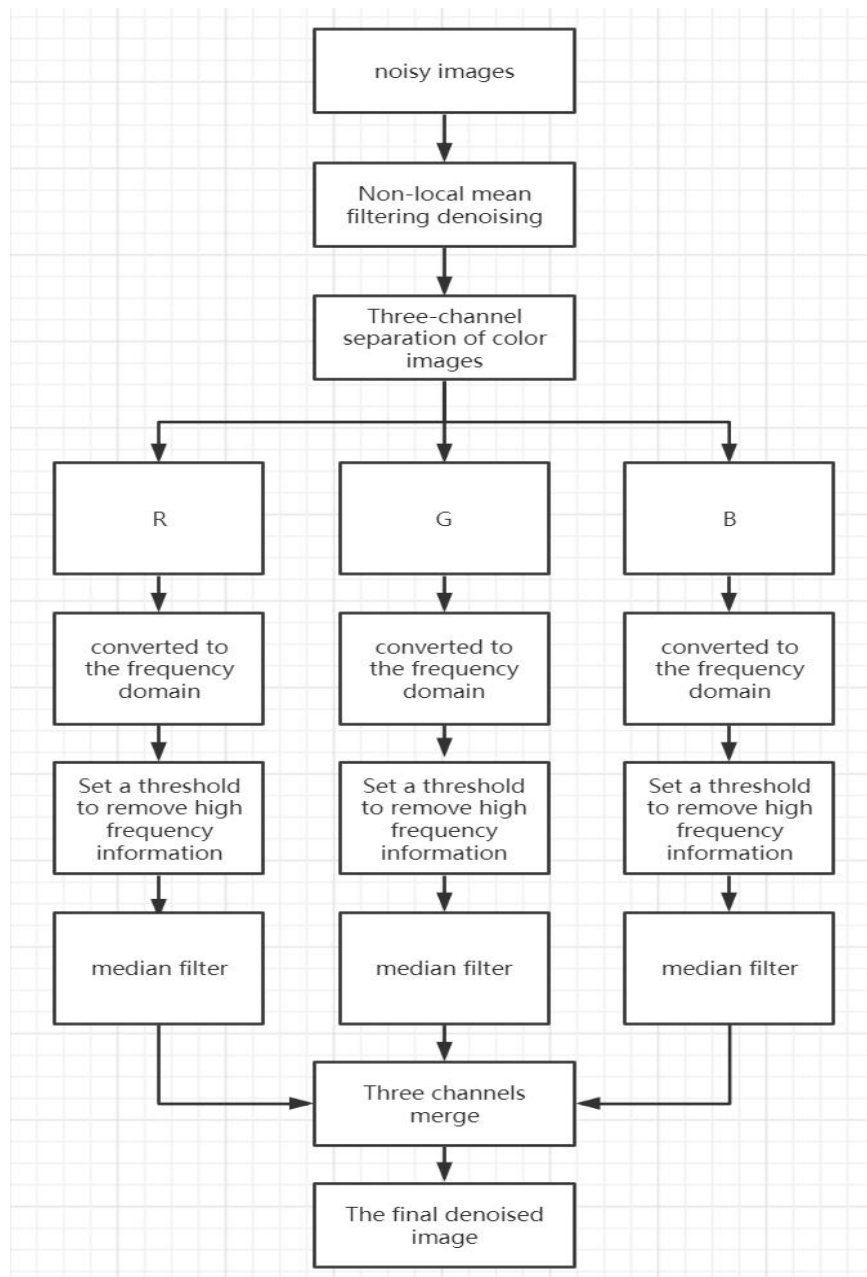 noisy images
Non-local mean
filtering denoising
Three-channel
separation of color
images
R
G
B
converted to
the frequency
domain
converted to
the frequency
domain
converted to
the frequency
domain
Set a threshold
to remove high
frequency
information
Set a threshold
to remove high
frequency
information
Set a threshold
to remove high
frequency
information
median filter
median filter
median filter
Three channels
merge
The final denoised
image